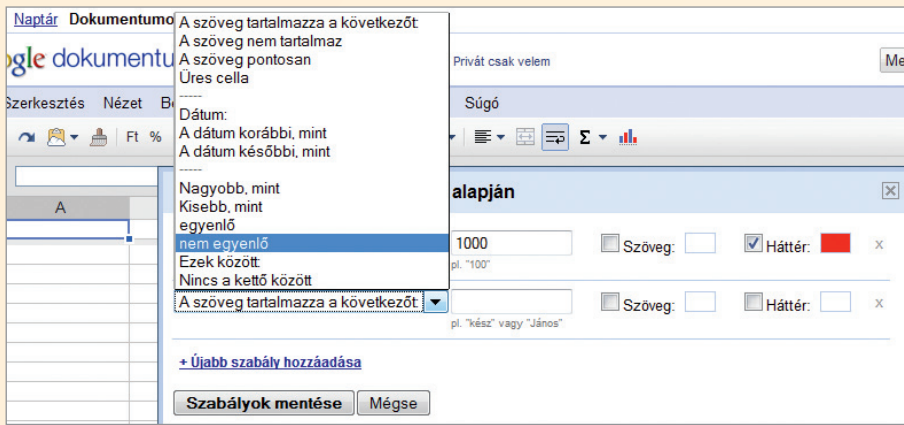 Naptár Dokumentumo
A szöveg tartalmazza a következőt:
A szöveg nem tartalmaz
A szöveg pontosan
Üres cella
-----
Dátum:
A dátum korábbi, mint
A dátum későbbi, mint
-----
Nagyobb, mint
Kisebb, mint
egyenlő
nem egyenlő
Ezek között:
Nincs a kettő között
ogle dokumentu
Privát csak velem
Me
Szerkesztés Nézet B
Súgó
Ft %
Σ
alapján
A
1000
Szöveg:
Háttér:
x
pl. "100"
A szöveg tartalmazza a következőt:
Szöveg:
Háttér:
x
pl. "kész" vagy "János"
+ Újabb szabály hozzáadása
Szabályok mentése Mégse